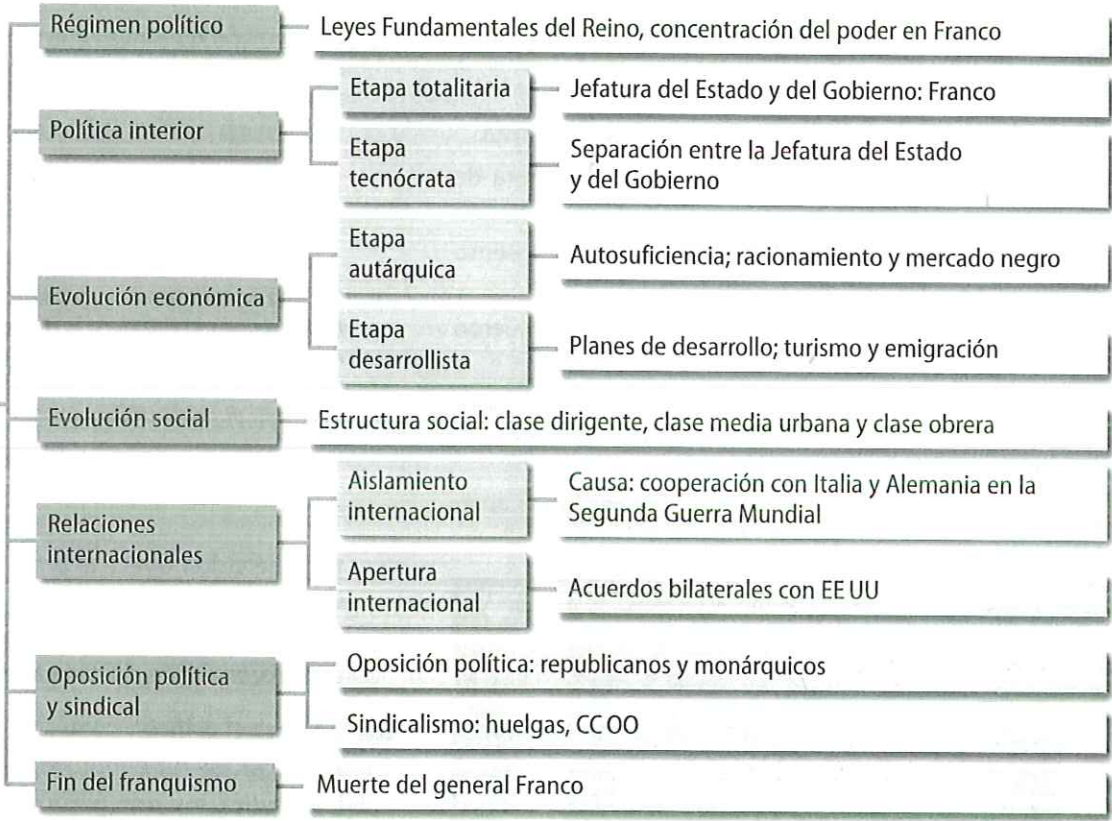 Régimen político
Leyes Fundamentales del Reino, concentración del poder en Franco
Política interior
Etapa totalitaria
Jefatura del Estado y del Gobierno: Franco
Etapa
tecnócrata
Separación entre la Jefatura del Estado
y del Gobierno
Evolución económica
Etapa
autárquica
Autosuficiencia; racionamiento y mercado negro
Etapa
desarrollista
Planes de desarrollo; turismo y emigración
Evolución social
Estructura social: clase dirigente, clase media urbana y clase obrera
Relaciones
internacionales
Aislamiento
internacional
Causa: cooperación con Italia y Alemania en la
Segunda Guerra Mundial
Apertura
internacional
Acuerdos bilaterales con EE UU
Oposición política
y sindical
Oposición política: republicanos y monárquicos
Sindicalismo: huelgas, CC OO
Fin del franquismo
Muerte del general Franco